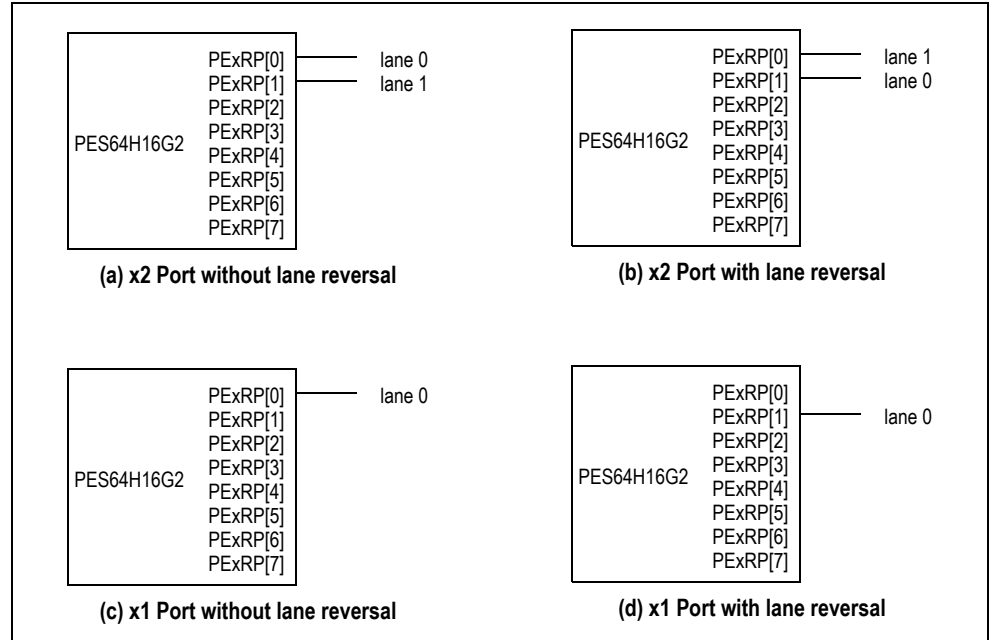 PExRP[0] lane 0
PExRP[1] lane 1
PExRP[2]
PExRP[3]
PES64H16G2
PExRP[4]
PExRP[5]
PExRP[6]
PExRP[7]
(a) x2 Port without lane reversal
PExRP[0] lane 1
PExRP[1] lane 0
PExRP[2]
PExRP[3]
PES64H16G2
PExRP[4]
PExRP[5]
PExRP[6]
PExRP[7]
(b) x2 Port with lane reversal
PExRP[0] lane 0
PExRP[1]
PExRP[2]
PExRP[3]
PES64H16G2
PExRP[4]
PExRP[5]
PExRP[6]
PExRP[7]
(c) x1 Port without lane reversal
PExRP[0]
PExRP[1] lane 0
PExRP[2]
PExRP[3]
PES64H16G2
PExRP[4]
PExRP[5]
PExRP[6]
PExRP[7]
(d) x1 Port with lane reversal